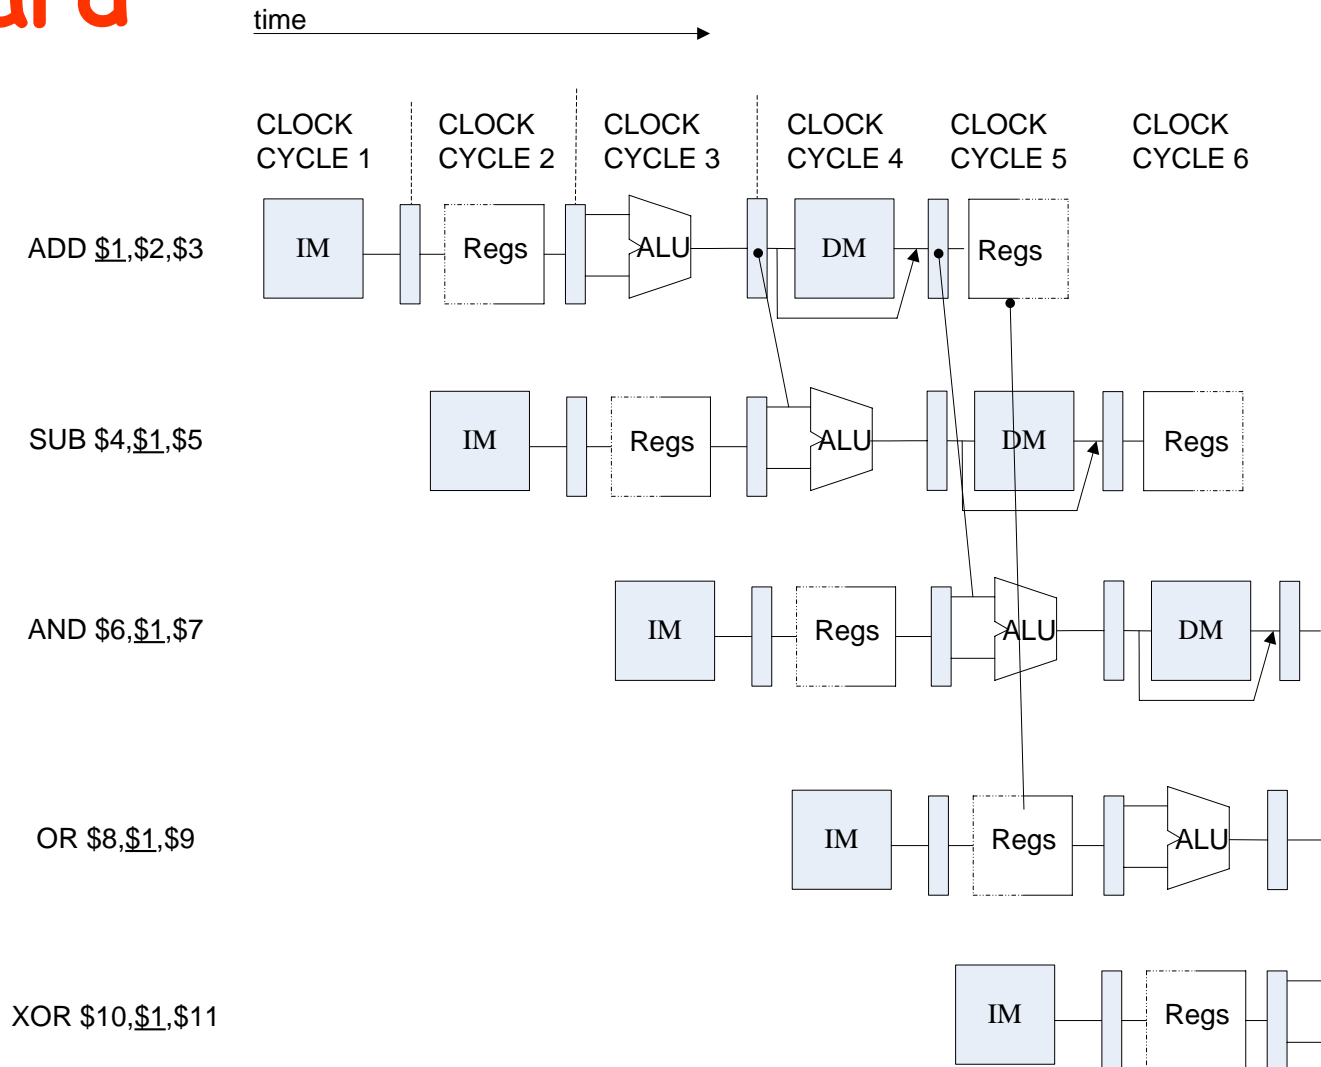 time
CLOCK CLOCK CLOCK CLOCK CLOCK CLOCK
CYCLE 1 CYCLE 2 CYCLE 3 CYCLE 4 CYCLE 5 CYCLE 6
ADD $1,$2,$3 IM Regs ALU DM Regs
SUB $4,$1,$5 IM Regs ALU DM Regs
AND $6,$1,$7 IM Regs ALU DM
OR $8,$1,$9 IM Regs ALU
XOR $10,$1,$11 IM Regs